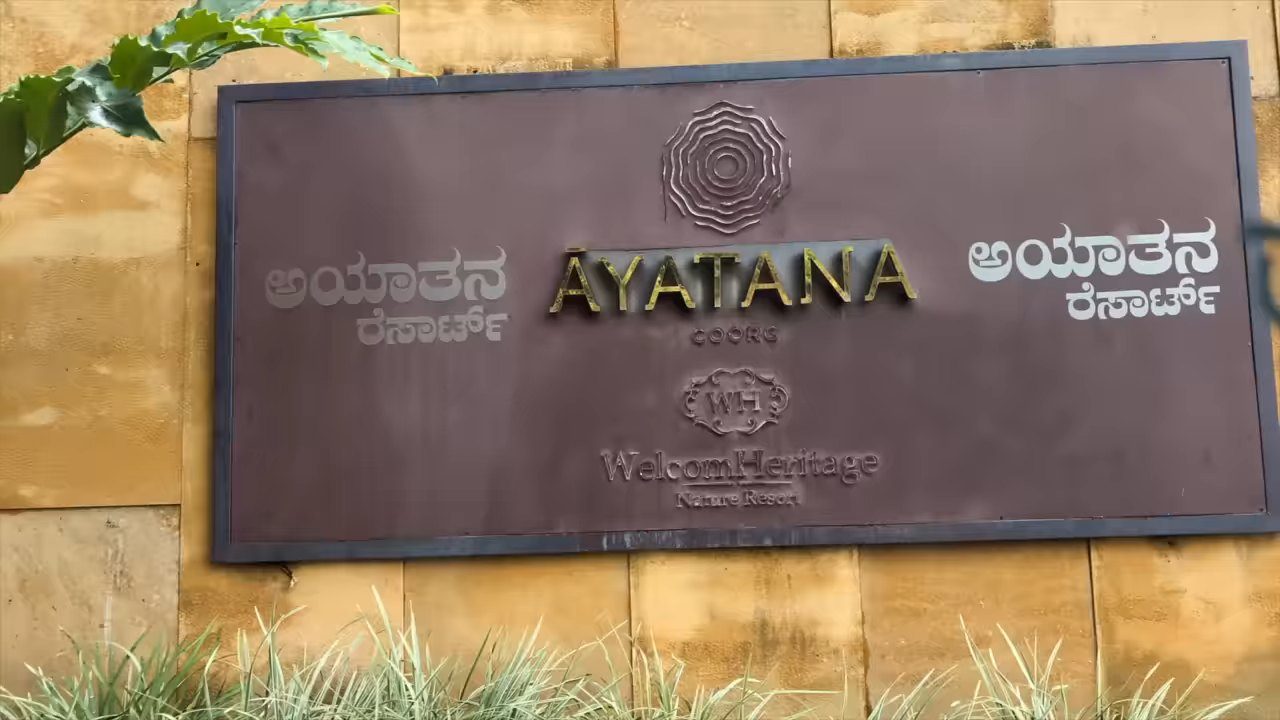 ಅಯಾತನ
ರೆಸಾರ್ಟ್
ĀYATANA
COORG
WH
WelcomHeritage
Nature Resort
ಅಯಾತನ
ರೆಸಾರ್ಟ್